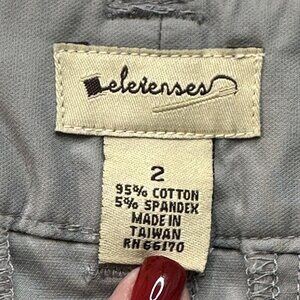 elevenses
2
95% COTTON
5% SPANDEX
MADE IN
TAIWAN
RN 66170